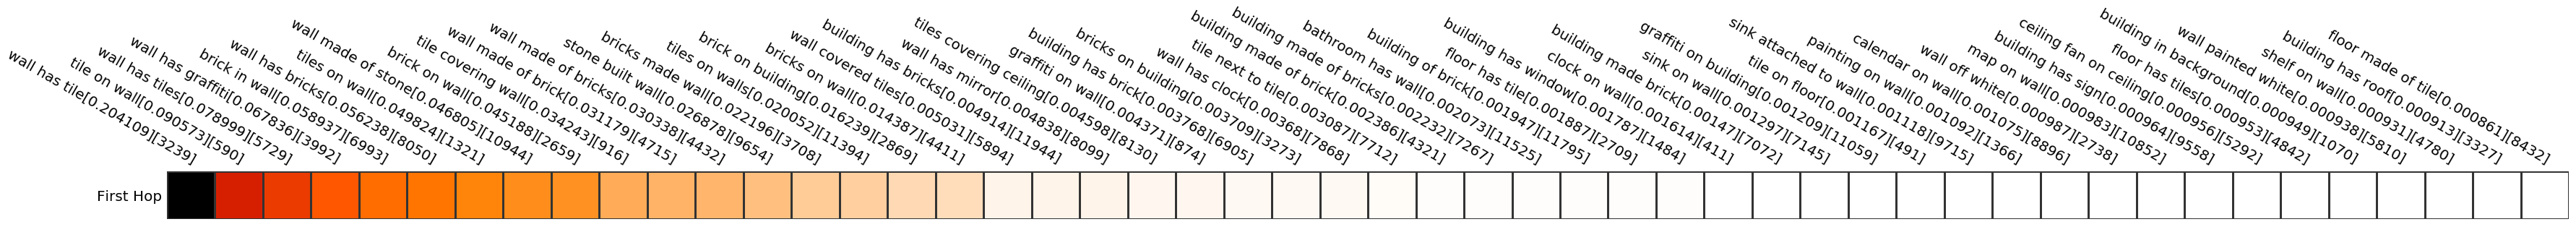 wall has tile[0.204109][3239]
tile on wall[0.090573][590]
wall has tiles[0.078999][5729]
wall has graffiti[0.067836][3992]
brick in wall[0.058937][6993]
wall has bricks[0.056238][8050]
tiles on wall[0.049824][1321]
wall made of stone[0.046805][10944]
brick on wall[0.045188][2659]
tile covering wall[0.034243][916]
wall made of brick[0.031179][4715]
wall made of bricks[0.030338][4432]
stone built wall[0.026878][9654]
bricks made wall[0.022196][3708]
tiles on walls[0.020052][11394]
brick on building[0.016239][2869]
bricks on wall[0.014387][4411]
wall covered tiles[0.005031][5894]
building has bricks[0.004914][11944]
wall has mirror[0.004838][8099]
tiles covering ceiling[0.004598][8130]
graffiti on wall[0.004371][874]
building has brick[0.003768][6905]
bricks on building[0.003709][3273]
wall has clock[0.00368][7868]
tile next to tile[0.003087][7712]
building made of brick[0.002386][4321]
building made of bricks[0.002232][7267]
bathroom has wall[0.002073][11525]
building of brick[0.001947][11795]
floor has tile[0.001887][2709]
building has window[0.001787][1484]
clock on wall[0.001614][411]
building made brick[0.00147][7072]
sink on wall[0.001297][7145]
graffiti on building[0.001209][11059]
tile on floor[0.001167][491]
sink attached to wall[0.001118][9715]
painting on wall[0.001092][1366]
calendar on wall[0.001075][8896]
wall off white[0.000987][2738]
map on wall[0.000983][10852]
building has sign[0.000964][9558]
ceiling fan on ceiling[0.000956][5292]
floor has tiles[0.000953][4842]
building in background[0.000949][1070]
wall painted white[0.000938][5810]
shelf on wall[0.000931][4780]
building has roof[0.000913][3327]
floor made of tile[0.000861][8432]
First Hop